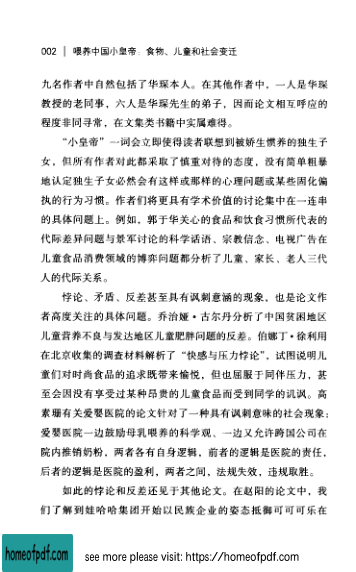 002 | 喂养中国小皇帝:食物、儿童和社会变迁
九名作者中自然包括了华琛本人。在其他作者中,一人是华琛
教授的老同事,六人是华琛先生的弟子,因而论文相互呼应的
程度非同寻常,在文集类书籍中实属难得。
“小皇帝”一词会立即使得读者联想到被娇生惯养的独生子
女,但所有作者对此都采取了慎重对待的态度,没有简单粗暴
地认定独生子女必然会有这样或那样的心理问题或某些固化偏
执的行为习惯。作者们将更具有学术价值的讨论集中在一连串
的具体问题上。例如,郭于华关心的食品和饮食习惯所代表的
代际差异问题与景军讨论的科学话语、宗教信念、电视广告在
儿童食品消费领域的博弈问题都分析了儿童、家长、老人三代
人的代际关系。
悖论、矛盾、反差甚至具有讽刺意涵的现象,也是论文作
者高度关注的具体问题。乔治娅·古尔丹分析了中国贫困地区
儿童营养不良与发达地区儿童肥胖问题的反差。伯娜丁·徐利用
在北京收集的调查材料解析了“快感与压力悖论”,试图说明儿
童们对时尚食品的追求既带来愉悦,但也屈服于同伴压力,甚
至会因没有享受过某种昂贵的儿童食品而受到同学的讥讽。高
素珊有关爱婴医院的论文针对了一种具有讽刺意味的社会现象:
爱婴医院一边鼓励母乳喂养的科学观、一边又允许跨国公司在
院内推销奶粉,两者各有自身逻辑,前者的逻辑是医院的责任,
后者的逻辑是医院的盈利,两者之间,法规失效,违规取胜。
如此的悖论和反差还见于其他论文。在赵阳的论文中,我
们了解到娃哈哈集团开始以民族企业的姿态抵御可可可乐在
homeofpdf.com
see more please visit: https://homeofpdf.com